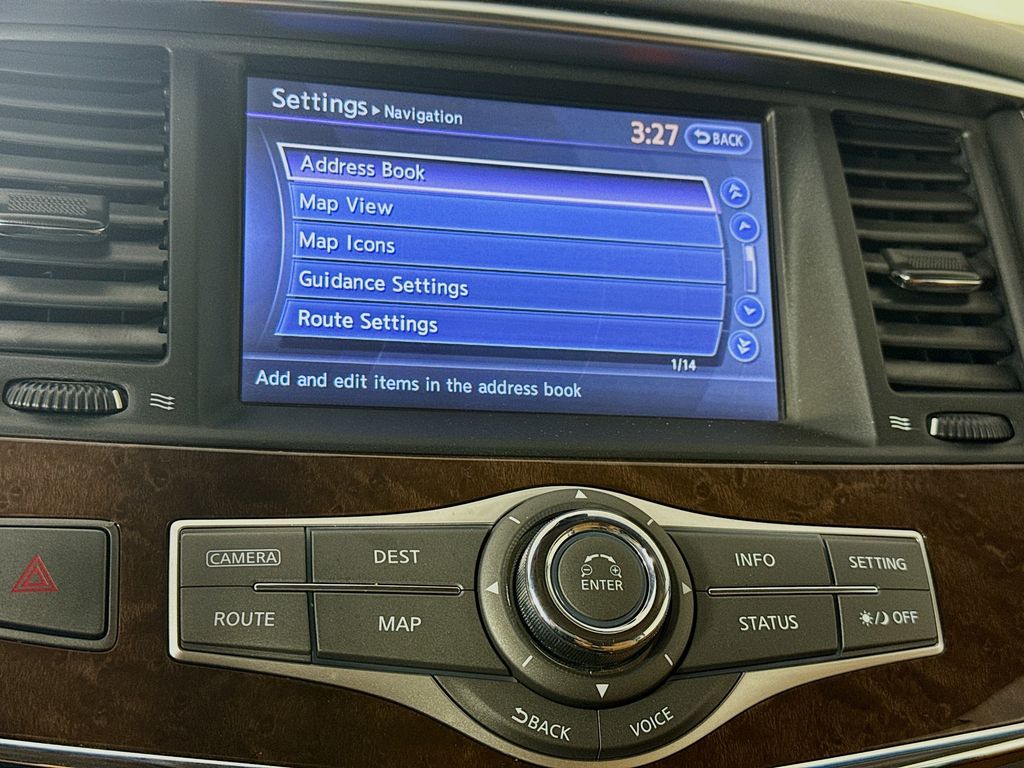 Settings ▸ Navigation
3:27 BACK
Address Book
Map View
Map Icons
Guidance Settings
Route Settings
1/14
Add and edit items in the address book
CAMERA DEST ENTER INFO SETTING
ROUTE MAP STATUS OFF
BACK VOICE